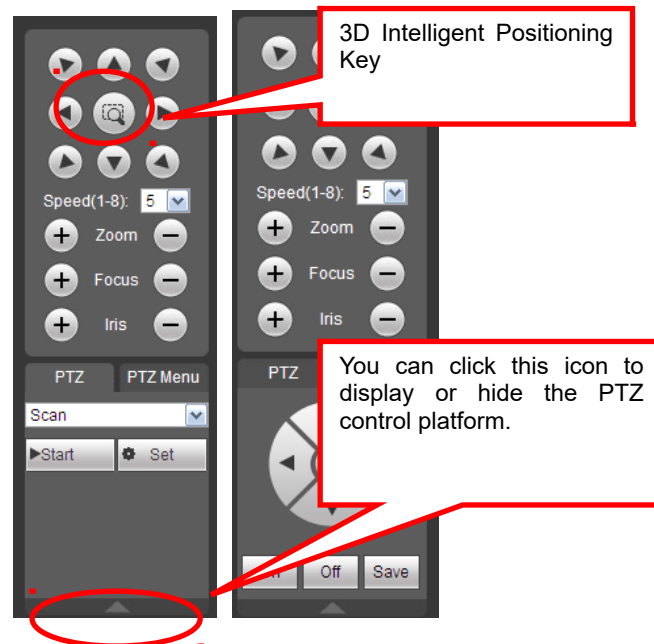 3D Intelligent Positioning
Key
Speed(1-8): 5
Zoom
Focus
Iris
PTZ PTZ Menu
Scan
Start Set
Speed(1-8): 5
Zoom
Focus
Iris
PTZ
You can click this icon to
display or hide the PTZ
control platform.
Off Save